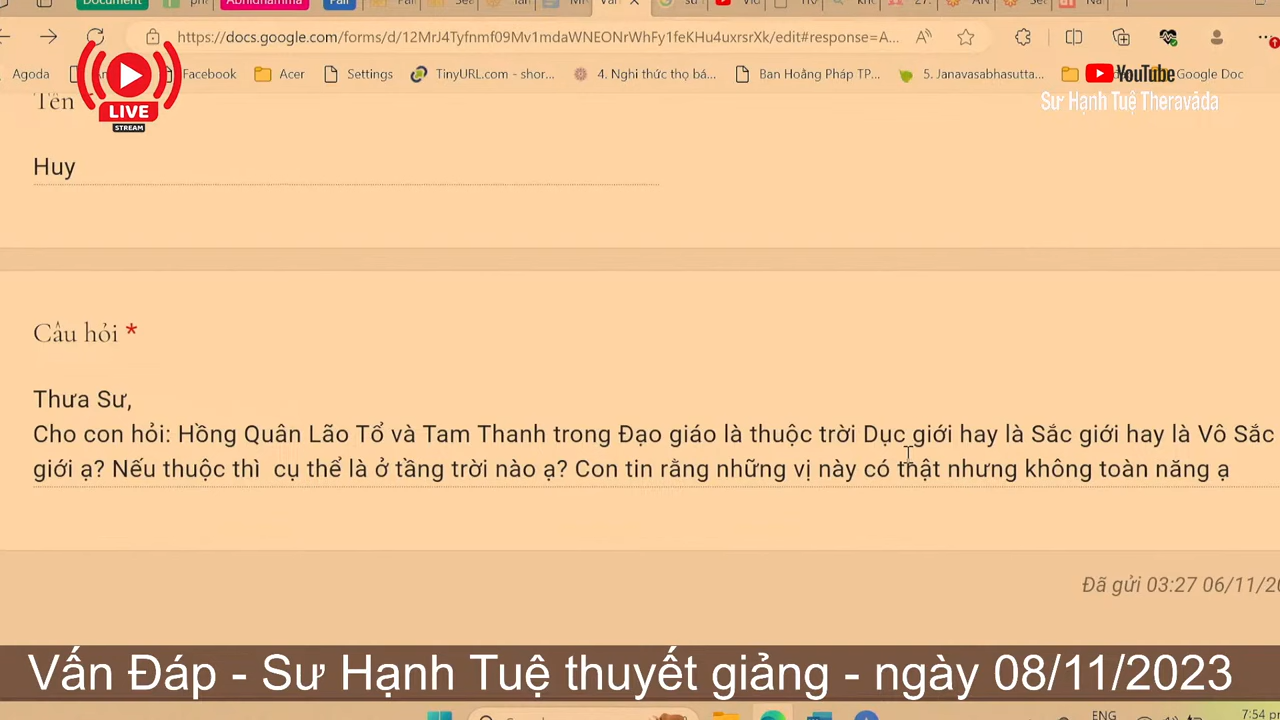 Document
Abhidhamma
https://docs.google.com/forms/d/12MrJ4Tyfnmf09Mv1mdaWNEONrWhFy1feKHu4uxrsrXk/edit#response=A...
Agoda
Facebook
Acer
Settings
TinyURL.com - shor...
4. Nghi thức thọ bá...
Ban Hoằng Pháp TP...
5. Janavasabhasutta...
Google Doc
LIVE
STREAM
YouTube
Sư Hạnh Tuệ Theravāda
Tên
Huy
Câu hỏi *
Thưa Sư,
Cho con hỏi: Hồng Quân Lão Tổ và Tam Thanh trong Đạo giáo là thuộc trời Dục giới hay là Sắc giới hay là Vô Sắc
giới ạ? Nếu thuộc thì cụ thể là ở tầng trời nào ạ? Con tin rằng những vị này có thật nhưng không toàn năng ạ
Đã gửi 03:27 06/11/20
Vấn Đáp - Sư Hạnh Tuệ thuyết giảng - ngày 08/11/2023
ENG
7:54 pm